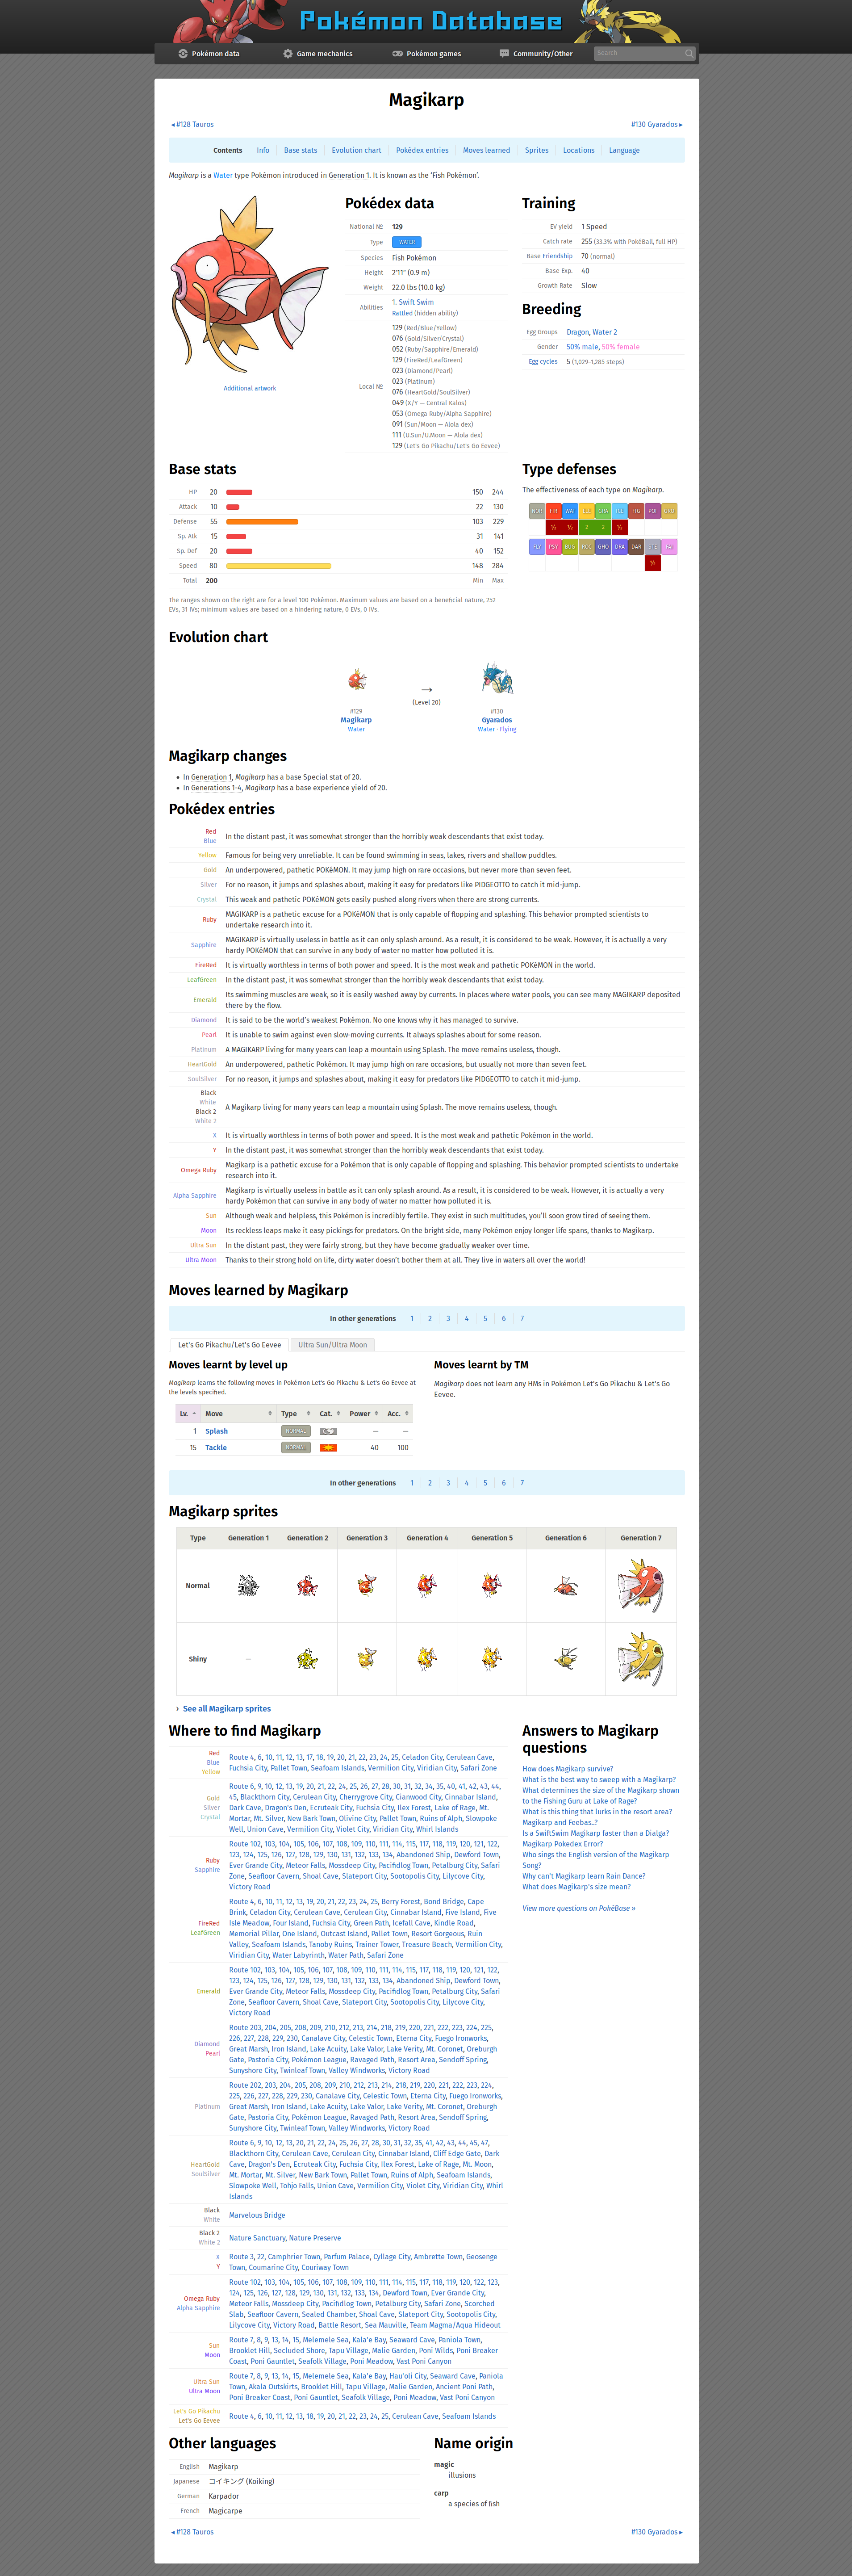 Pokémon Database
Pokémon data
Game mechanics
Pokémon games
Community/Other
Search
Magikarp
◂ #128 Tauros
#130 Gyarados ▸
Contents Info Base stats Evolution chart Pokédex entries Moves learned Sprites Locations Language
Magikarp is a Water type Pokémon introduced in Generation 1. It is known as the 'Fish Pokémon'.
Additional artwork
Pokédex data
National № 129
Type WATER
Species Fish Pokémon
Height 2'11" (0.9 m)
Weight 22.0 lbs (10.0 kg)
Abilities 1. Swift Swim
Rattled (hidden ability)
Local № 129 (Red/Blue/Yellow)
076 (Gold/Silver/Crystal)
052 (Ruby/Sapphire/Emerald)
129 (FireRed/LeafGreen)
023 (Diamond/Pearl)
023 (Platinum)
076 (HeartGold/SoulSilver)
049 (X/Y — Central Kalos)
053 (Omega Ruby/Alpha Sapphire)
091 (Sun/Moon — Alola dex)
111 (U.Sun/U.Moon — Alola dex)
129 (Let's Go Pikachu/Let's Go Eevee)
Training
EV yield 1 Speed
Catch rate 255 (33.3% with PokéBall, full HP)
Base Friendship 70 (normal)
Base Exp. 40
Growth Rate Slow
Breeding
Egg Groups Dragon, Water 2
Gender 50% male, 50% female
Egg cycles 5 (1,029–1,285 steps)
Base stats
HP 20 150 244
Attack 10 22 130
Defense 55 103 229
Sp. Atk 15 31 141
Sp. Def 20 40 152
Speed 80 148 284
Total 200 Min Max
The ranges shown on the right are for a level 100 Pokémon. Maximum values are based on a beneficial nature, 252
EVs, 31 IVs; minimum values are based on a hindering nature, 0 EVs, 0 IVs.
Type defenses
The effectiveness of each type on Magikarp.
NOR FIR WAT ELE GRA ICE FIG POI GRO
½ ½ 2 2 ½
FLY PSY BUG ROC GHO DRA DAR STE FAI
½
Evolution chart
#129
Magikarp
Water
→
(Level 20)
#130
Gyarados
Water · Flying
Magikarp changes
• In Generation 1, Magikarp has a base Special stat of 20.
• In Generations 1-4, Magikarp has a base experience yield of 20.
Pokédex entries
Red
Blue
In the distant past, it was somewhat stronger than the horribly weak descendants that exist today.
Yellow Famous for being very unreliable. It can be found swimming in seas, lakes, rivers and shallow puddles.
Gold An underpowered, pathetic POKéMON. It may jump high on rare occasions, but never more than seven feet.
Silver For no reason, it jumps and splashes about, making it easy for predators like PIDGEOTTO to catch it mid-jump.
Crystal This weak and pathetic POKéMON gets easily pushed along rivers when there are strong currents.
Ruby MAGIKARP is a pathetic excuse for a POKéMON that is only capable of flopping and splashing. This behavior prompted scientists to
undertake research into it.
Sapphire MAGIKARP is virtually useless in battle as it can only splash around. As a result, it is considered to be weak. However, it is actually a very
hardy POKéMON that can survive in any body of water no matter how polluted it is.
FireRed It is virtually worthless in terms of both power and speed. It is the most weak and pathetic POKéMON in the world.
LeafGreen In the distant past, it was somewhat stronger than the horribly weak descendants that exist today.
Emerald Its swimming muscles are weak, so it is easily washed away by currents. In places where water pools, you can see many MAGIKARP deposited
there by the flow.
Diamond It is said to be the world's weakest Pokémon. No one knows why it has managed to survive.
Pearl It is unable to swim against even slow-moving currents. It always splashes about for some reason.
Platinum A MAGIKARP living for many years can leap a mountain using Splash. The move remains useless, though.
HeartGold An underpowered, pathetic Pokémon. It may jump high on rare occasions, but usually not more than seven feet.
SoulSilver For no reason, it jumps and splashes about, making it easy for predators like PIDGEOTTO to catch it mid-jump.
Black
White
Black 2
White 2
A Magikarp living for many years can leap a mountain using Splash. The move remains useless, though.
X It is virtually worthless in terms of both power and speed. It is the most weak and pathetic Pokémon in the world.
Y In the distant past, it was somewhat stronger than the horribly weak descendants that exist today.
Omega Ruby Magikarp is a pathetic excuse for a Pokémon that is only capable of flopping and splashing. This behavior prompted scientists to undertake
research into it.
Alpha Sapphire Magikarp is virtually useless in battle as it can only splash around. As a result, it is considered to be weak. However, it is actually a very
hardy Pokémon that can survive in any body of water no matter how polluted it is.
Sun Although weak and helpless, this Pokémon is incredibly fertile. They exist in such multitudes, you'll soon grow tired of seeing them.
Moon Its reckless leaps make it easy pickings for predators. On the bright side, many Pokémon enjoy longer life spans, thanks to Magikarp.
Ultra Sun In the distant past, they were fairly strong, but they have become gradually weaker over time.
Ultra Moon Thanks to their strong hold on life, dirty water doesn't bother them at all. They live in waters all over the world!
Moves learned by Magikarp
In other generations 1 2 3 4 5 6 7
Let's Go Pikachu/Let's Go Eevee Ultra Sun/Ultra Moon
Moves learnt by level up
Magikarp learns the following moves in Pokémon Let's Go Pikachu & Let's Go Eevee at
the levels specified.
Lv. Move Type Cat. Power Acc.
1 Splash NORMAL — —
15 Tackle NORMAL 40 100
Moves learnt by TM
Magikarp does not learn any HMs in Pokémon Let's Go Pikachu & Let's Go
Eevee.
In other generations 1 2 3 4 5 6 7
Magikarp sprites
Type Generation 1 Generation 2 Generation 3 Generation 4 Generation 5 Generation 6 Generation 7
Normal
Shiny —
› See all Magikarp sprites
Where to find Magikarp
Red
Blue
Yellow
Route 4, 6, 10, 11, 12, 13, 17, 18, 19, 20, 21, 22, 23, 24, 25, Celadon City, Cerulean Cave,
Fuchsia City, Pallet Town, Seafoam Islands, Vermilion City, Viridian City, Safari Zone
Gold
Silver
Crystal
Route 6, 9, 10, 12, 13, 19, 20, 21, 22, 24, 25, 26, 27, 28, 30, 31, 32, 34, 35, 40, 41, 42, 43, 44,
45, Blackthorn City, Cerulean City, Cherrygrove City, Cianwood City, Cinnabar Island,
Dark Cave, Dragon's Den, Ecruteak City, Fuchsia City, Ilex Forest, Lake of Rage, Mt.
Mortar, Mt. Silver, New Bark Town, Olivine City, Pallet Town, Ruins of Alph, Slowpoke
Well, Union Cave, Vermilion City, Violet City, Viridian City, Whirl Islands
Ruby
Sapphire
Route 102, 103, 104, 105, 106, 107, 108, 109, 110, 111, 114, 115, 117, 118, 119, 120, 121, 122,
123, 124, 125, 126, 127, 128, 129, 130, 131, 132, 133, 134, Abandoned Ship, Dewford Town,
Ever Grande City, Meteor Falls, Mossdeep City, Pacifidlog Town, Petalburg City, Safari
Zone, Seafloor Cavern, Shoal Cave, Slateport City, Sootopolis City, Lilycove City,
Victory Road
FireRed
LeafGreen
Route 4, 6, 10, 11, 12, 13, 19, 20, 21, 22, 23, 24, 25, Berry Forest, Bond Bridge, Cape
Brink, Celadon City, Cerulean Cave, Cerulean City, Cinnabar Island, Five Island, Five
Isle Meadow, Four Island, Fuchsia City, Green Path, Icefall Cave, Kindle Road,
Memorial Pillar, One Island, Outcast Island, Pallet Town, Resort Gorgeous, Ruin
Valley, Seafoam Islands, Tanoby Ruins, Trainer Tower, Treasure Beach, Vermilion City,
Viridian City, Water Labyrinth, Water Path, Safari Zone
Emerald
Route 102, 103, 104, 105, 106, 107, 108, 109, 110, 111, 114, 115, 117, 118, 119, 120, 121, 122,
123, 124, 125, 126, 127, 128, 129, 130, 131, 132, 133, 134, Abandoned Ship, Dewford Town,
Ever Grande City, Meteor Falls, Mossdeep City, Pacifidlog Town, Petalburg City, Safari
Zone, Seafloor Cavern, Shoal Cave, Slateport City, Sootopolis City, Lilycove City,
Victory Road
Diamond
Pearl
Route 203, 204, 205, 208, 209, 210, 212, 213, 214, 218, 219, 220, 221, 222, 223, 224, 225,
226, 227, 228, 229, 230, Canalave City, Celestic Town, Eterna City, Fuego Ironworks,
Great Marsh, Iron Island, Lake Acuity, Lake Valor, Lake Verity, Mt. Coronet, Oreburgh
Gate, Pastoria City, Pokémon League, Ravaged Path, Resort Area, Sendoff Spring,
Sunyshore City, Twinleaf Town, Valley Windworks, Victory Road
Platinum
Route 202, 203, 204, 205, 208, 209, 210, 212, 213, 214, 218, 219, 220, 221, 222, 223, 224,
225, 226, 227, 228, 229, 230, Canalave City, Celestic Town, Eterna City, Fuego Ironworks,
Great Marsh, Iron Island, Lake Acuity, Lake Valor, Lake Verity, Mt. Coronet, Oreburgh
Gate, Pastoria City, Pokémon League, Ravaged Path, Resort Area, Sendoff Spring,
Sunyshore City, Twinleaf Town, Valley Windworks, Victory Road
HeartGold
SoulSilver
Route 6, 9, 10, 12, 13, 20, 21, 22, 24, 25, 26, 27, 28, 30, 31, 32, 35, 41, 42, 43, 44, 45, 47,
Blackthorn City, Cerulean Cave, Cerulean City, Cinnabar Island, Cliff Edge Gate, Dark
Cave, Dragon's Den, Ecruteak City, Fuchsia City, Ilex Forest, Lake of Rage, Mt. Moon,
Mt. Mortar, Mt. Silver, New Bark Town, Pallet Town, Ruins of Alph, Seafoam Islands,
Slowpoke Well, Tohjo Falls, Union Cave, Vermilion City, Violet City, Viridian City, Whirl
Islands
Black
White
Marvelous Bridge
Black 2
White 2
Nature Sanctuary, Nature Preserve
X
Y
Route 3, 22, Camphrier Town, Parfum Palace, Cyllage City, Ambrette Town, Geosenge
Town, Coumarine City, Couriway Town
Omega Ruby
Alpha Sapphire
Route 102, 103, 104, 105, 106, 107, 108, 109, 110, 111, 114, 115, 117, 118, 119, 120, 122, 123,
124, 125, 126, 127, 128, 129, 130, 131, 132, 133, 134, Dewford Town, Ever Grande City,
Meteor Falls, Mossdeep City, Pacifidlog Town, Petalburg City, Safari Zone, Scorched
Slab, Seafloor Cavern, Sealed Chamber, Shoal Cave, Slateport City, Sootopolis City,
Lilycove City, Victory Road, Battle Resort, Sea Mauville, Team Magma/Aqua Hideout
Sun
Moon
Route 7, 8, 9, 13, 14, 15, Melemele Sea, Kala'e Bay, Seaward Cave, Paniola Town,
Brooklet Hill, Secluded Shore, Tapu Village, Malie Garden, Poni Wilds, Poni Breaker
Coast, Poni Gauntlet, Seafolk Village, Poni Meadow, Vast Poni Canyon
Ultra Sun
Ultra Moon
Route 7, 8, 9, 13, 14, 15, Melemele Sea, Kala'e Bay, Hau'oli City, Seaward Cave, Paniola
Town, Akala Outskirts, Brooklet Hill, Tapu Village, Malie Garden, Ancient Poni Path,
Poni Breaker Coast, Poni Gauntlet, Seafolk Village, Poni Meadow, Vast Poni Canyon
Let's Go Pikachu
Let's Go Eevee
Route 4, 6, 10, 11, 12, 13, 18, 19, 20, 21, 22, 23, 24, 25, Cerulean Cave, Seafoam Islands
Answers to Magikarp
questions
How does Magikarp survive?
What is the best way to sweep with a Magikarp?
What determines the size of the Magikarp shown
to the Fishing Guru at Lake of Rage?
What is this thing that lurks in the resort area?
Magikarp and Feebas..?
Is a SwiftSwim Magikarp faster than a Dialga?
Magikarp Pokedex Error?
Who sings the English version of the Magikarp
Song?
Why can't Magikarp learn Rain Dance?
What does Magikarp's size mean?
View more questions on PokéBase »
Other languages
English Magikarp
Japanese コイキング (Koiking)
German Karpador
French Magicarpe
Name origin
magic
illusions
carp
a species of fish
◂ #128 Tauros
#130 Gyarados ▸